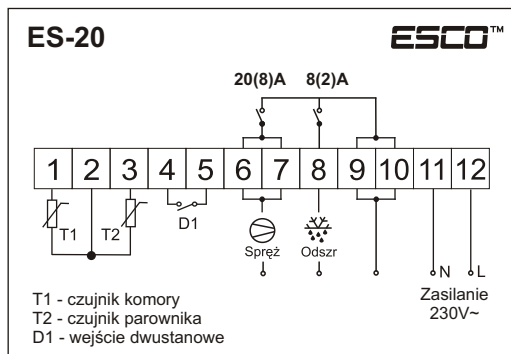 ES-20
ESCO™
20(8)A 8(2)A
1 2 3 4 5 6 7 8 9 10 11 12
T1 T2 D1
Spręż Odszr N L
Zasilanie
230V~
T1 - czujnik komory
T2 - czujnik parownika
D1 - wejście dwustanowe